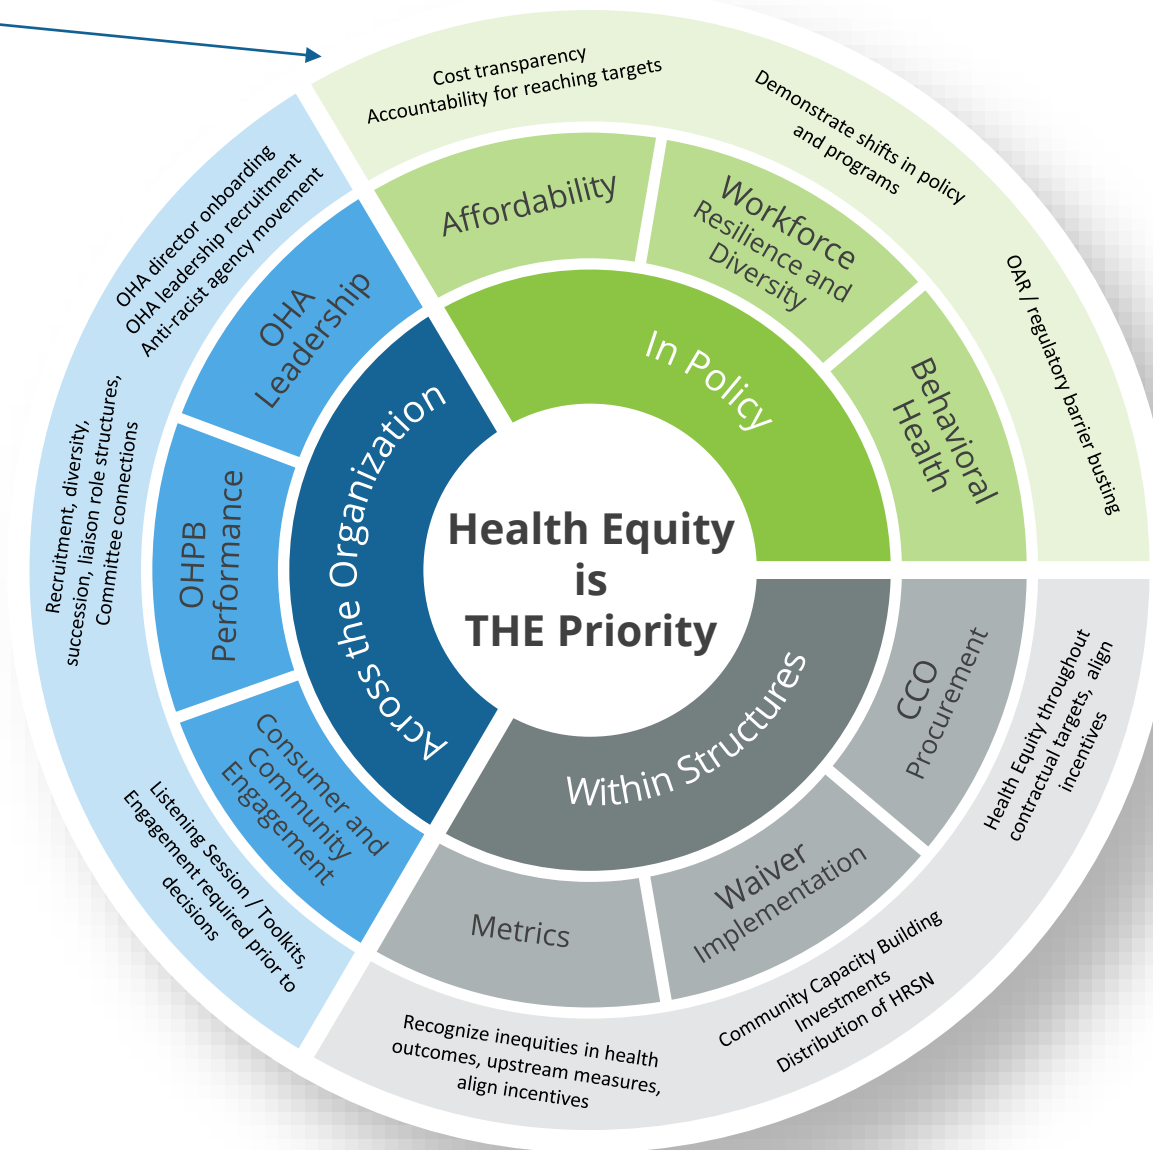 Health Equity
is
THE Priority
In Policy
Affordability
Cost transparency
Accountability for reaching targets
Workforce
Resilience and
Diversity
Demonstrate shifts in policy
and programs
Behavioral
Health
OAR / regulatory barrier busting
Within Structures
CCO
Procurement
Health Equity throughout
contractual targets, align
incentives
Waiver
Implementation
Community Capacity Building
Investments
Distribution of HRSN
Metrics
Recognize inequities in health
outcomes, upstream measures,
align incentives
Across the Organization
Consumer and
Community
Engagement
Listening Session / Toolkits,
Engagement required prior to
decisions
OHPB
Performance
Recruitment, diversity,
succession, liaison role structures,
Committee connections
OHA
Leadership
OHA director onboarding
OHA leadership recruitment
Anti-racist agency movement